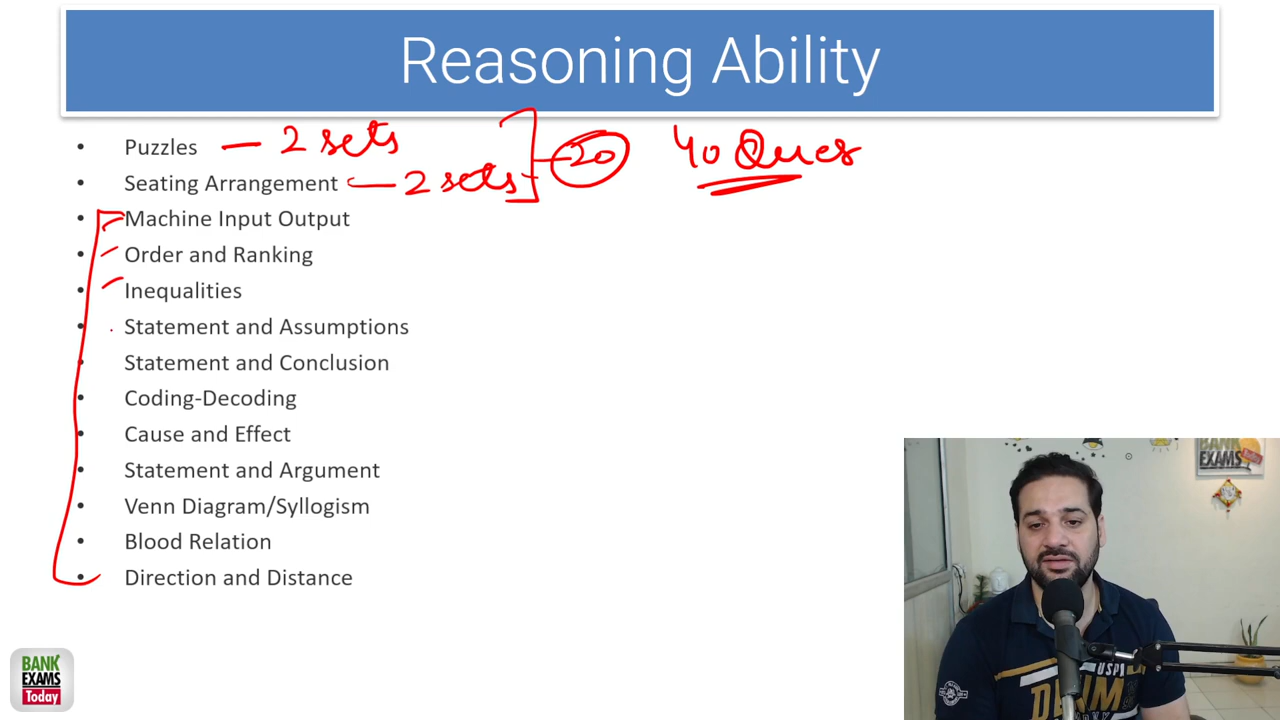 Reasoning Ability
• Puzzles — 2 sets
20
40 Ques
• Seating Arrangement — 2 sets
• Machine Input Output
• Order and Ranking
• Inequalities
• Statement and Assumptions
• Statement and Conclusion
• Coding-Decoding
• Cause and Effect
• Statement and Argument
• Venn Diagram/Syllogism
• Blood Relation
• Direction and Distance
BANK
EXAMS
Today
BANK
EXAMS
USP